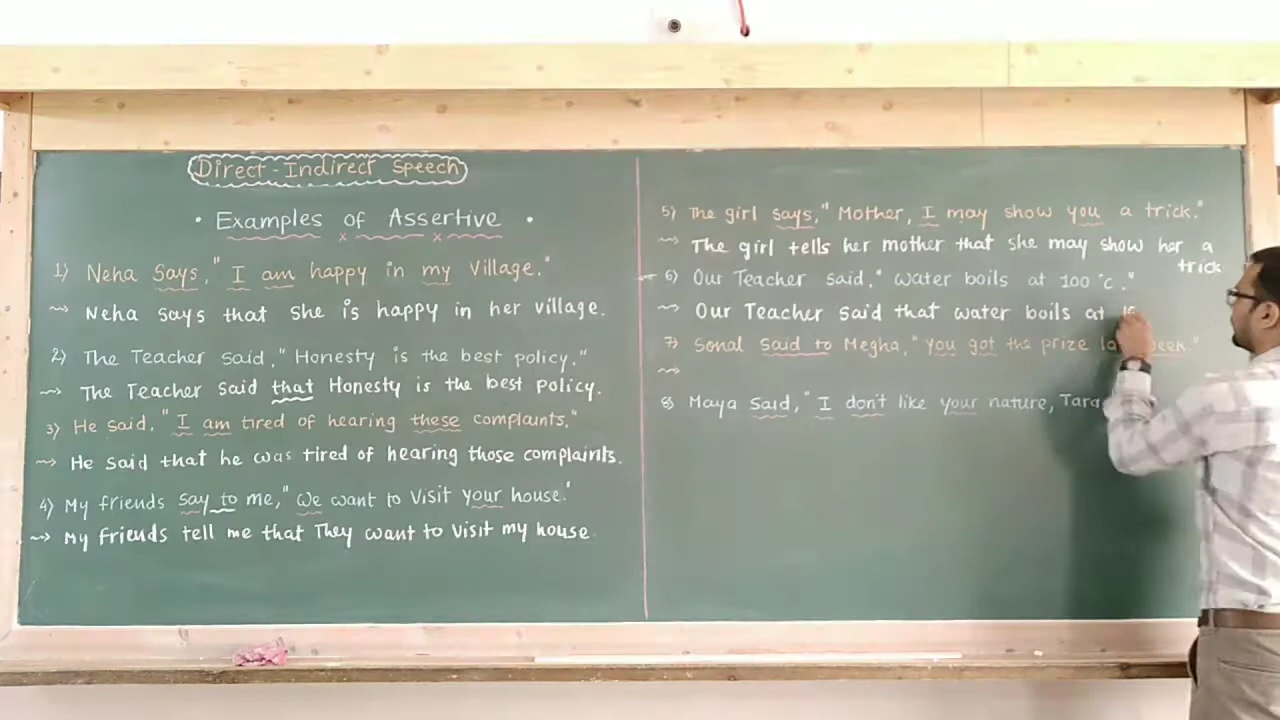 Direct-Indirect Speech
• Examples of Assertive •
1) Neha Says, "I am happy in my Village."
⇝ Neha says that she is happy in her village.
2) The Teacher said, "Honesty is the best policy."
⇝ The Teacher said that Honesty is the best policy.
3) He said, "I am tired of hearing these complaints."
⇝ He said that he was tired of hearing those complaints.
4) My friends say to me, "We want to visit your house."
⇝ My friends tell me that They want to visit my house.
5) The girl says, "Mother, I may show you a trick."
⇝ The girl tells her mother that she may show her a
trick
6) Our Teacher said, "water boils at 100°c."
⇝ Our Teacher said that water boils at
7) Sonal said to Megha, "You got the prize week."
⇝
8) Maya said, "I don't like your nature,